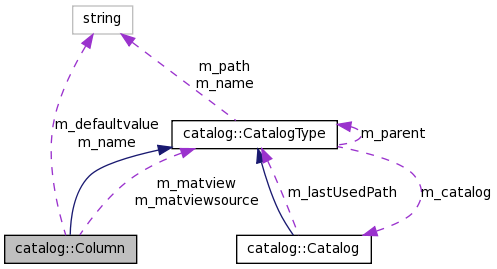 string
m_path
m_name
m_defaultvalue
m_name
catalog::CatalogType
m_parent
m_matview
m_matviewsource
m_lastUsedPath
m_catalog
catalog::Column
catalog::Catalog